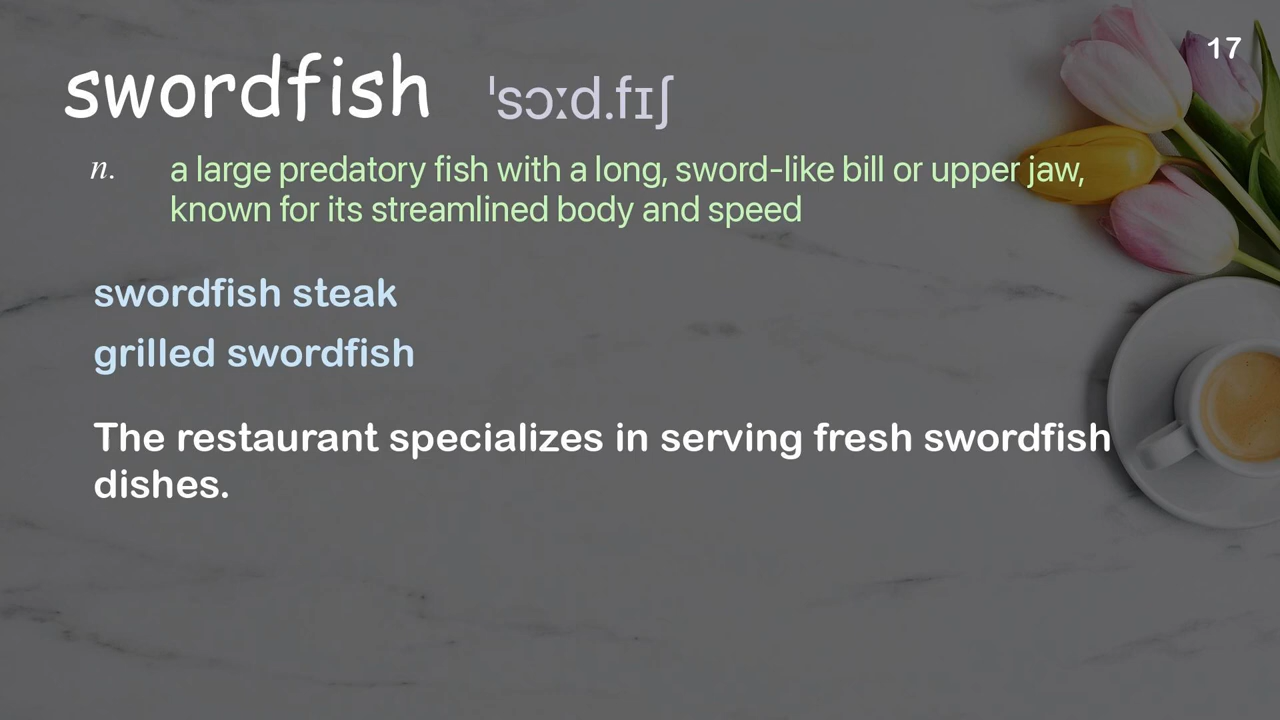 17
swordfish ˈsɔːd.fɪʃ
n. a large predatory fish with a long, sword-like bill or upper jaw,
known for its streamlined body and speed
swordfish steak
grilled swordfish
The restaurant specializes in serving fresh swordfish
dishes.